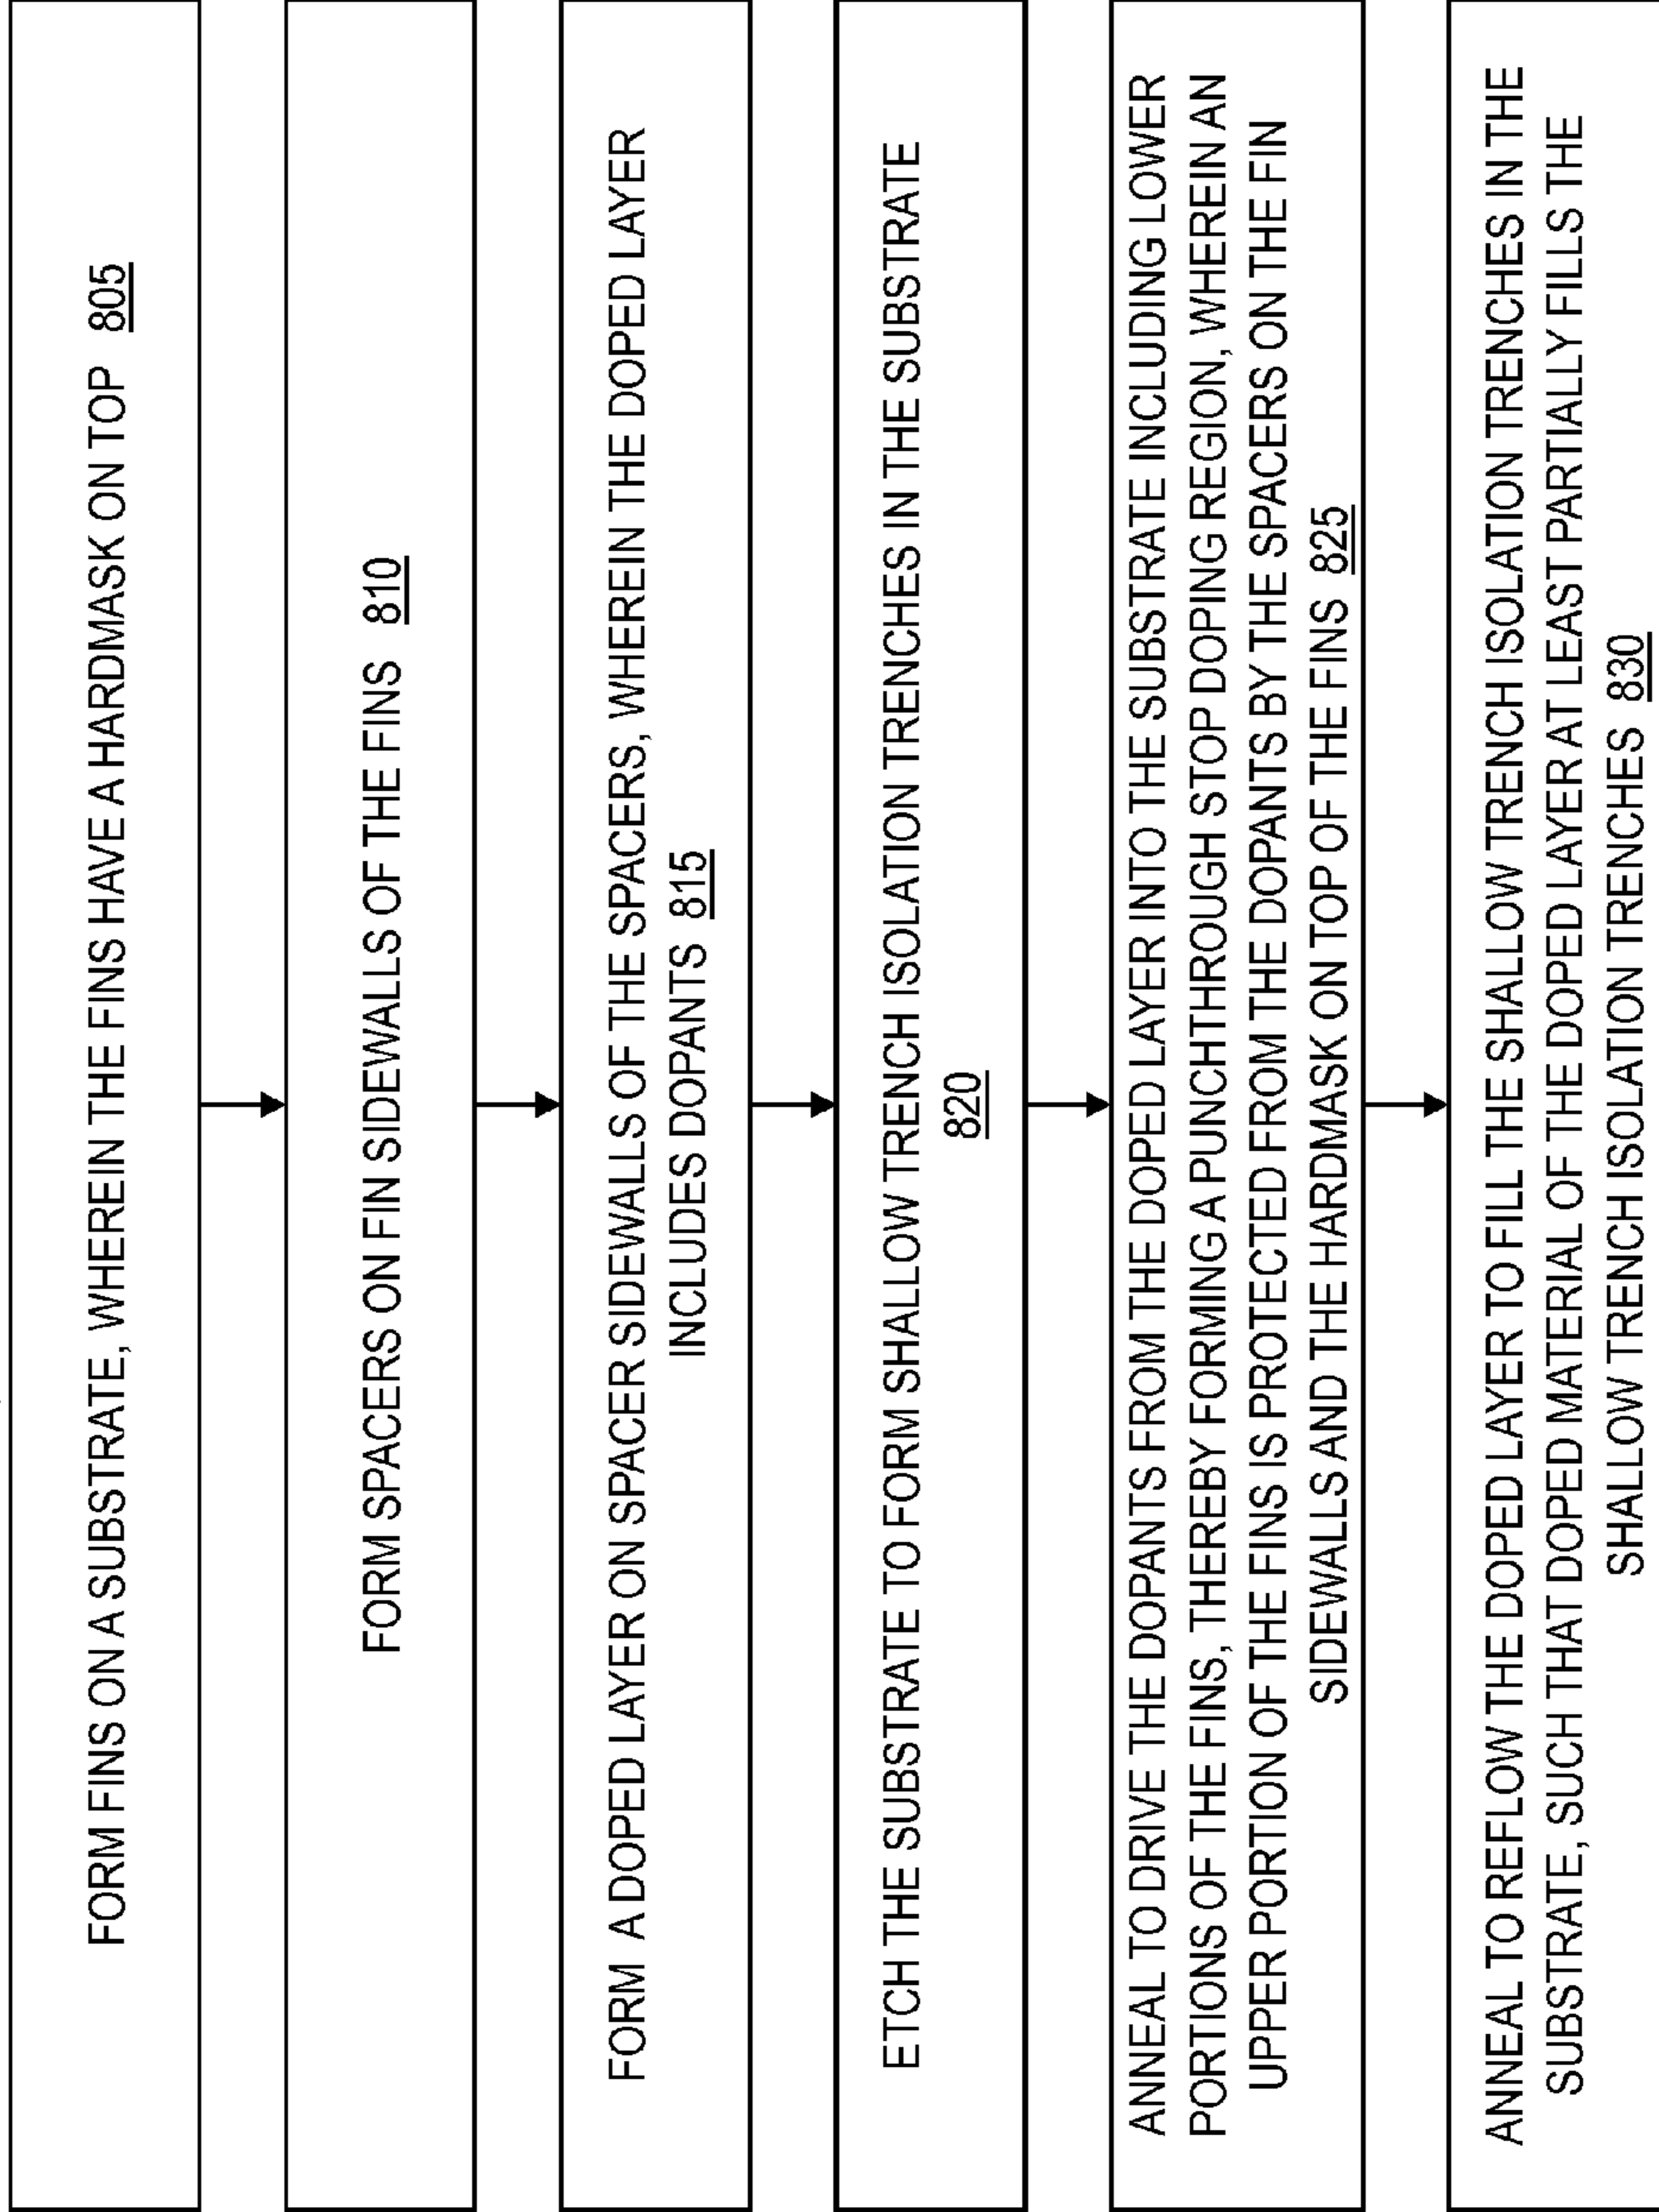 FORM FINS ON A SUBSTRATE, WHEREIN THE FINS HAVE A HARDMASK ON TOP 805
FORM SPACERS ON FIN SIDEWALLS OF THE FINS 810
FORM A DOPED LAYER ON SPACER SIDEWALLS OF THE SPACERS, WHEREIN THE DOPED LAYER
INCLUDES DOPANTS 815
ETCH THE SUBSTRATE TO FORM SHALLOW TRENCH ISOLATION TRENCHES IN THE SUBSTRATE
820
ANNEAL TO DRIVE THE DOPANTS FROM THE DOPED LAYER INTO THE SUBSTRATE INCLUDING LOWER
PORTIONS OF THE FINS, THEREBY FORMING A PUNCHTHROUGH STOP DOPING REGION, WHEREIN AN
UPPER PORTION OF THE FINS IS PROTECTED FROM THE DOPANTS BY THE SPACERS ON THE FIN
SIDEWALLS AND THE HARDMASK ON TOP OF THE FINS 825
ANNEAL TO REFLOW THE DOPED LAYER TO FILL THE SHALLOW TRENCH ISOLATION TRENCHES IN THE
SUBSTRATE, SUCH THAT DOPED MATERIAL OF THE DOPED LAYER AT LEAST PARTIALLY FILLS THE
SHALLOW TRENCH ISOLATION TRENCHES 830